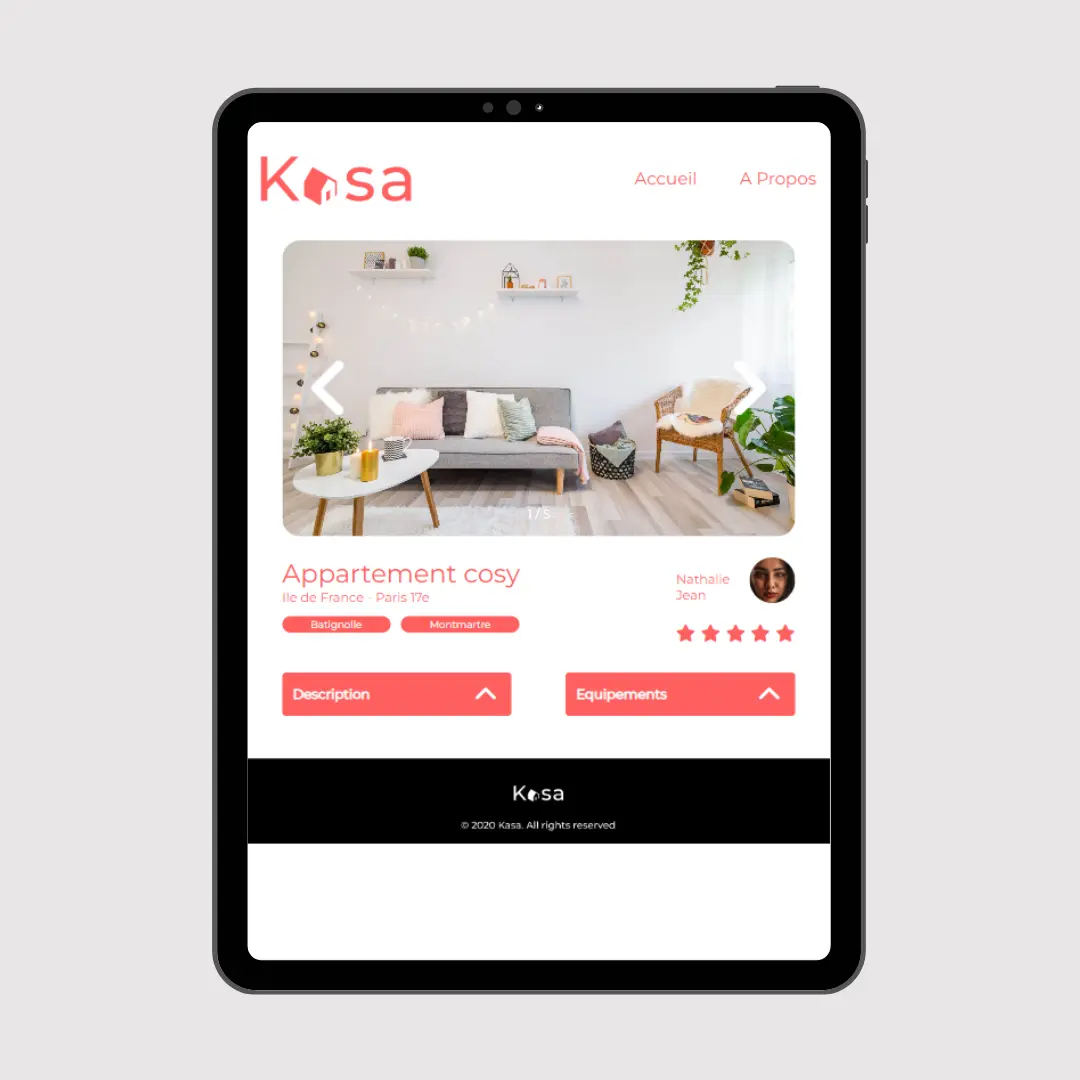 Kasa
Accueil
A Propos
1/5
Appartement cosy
Ile de France - Paris 17e
Batignolle
Montmartre
Nathalie
Jean
Description
Equipements
Kasa
© 2020 Kasa. All rights reserved